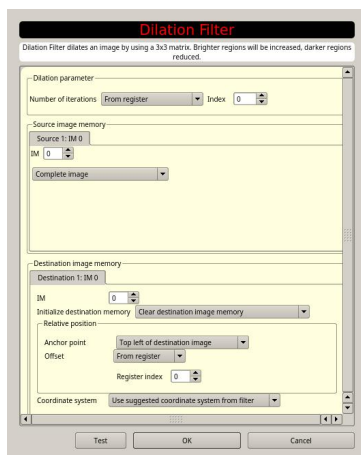 Dilation Filter
Dilation Filter dilates an image by using a 3x3 matrix. Brighter regions will be increased, darker regions
reduced.
Dilation parameter
Number of iterations From register Index 0
Source image memory
Source 1: IM 0
IM 0
Complete image
Destination image memory
Destination 1: IM 0
IM 0
Initialize destination memory Clear destination image memory
Relative position
Anchor point Top left of destination image
Offset From register
Register index 0
Coordinate system Use suggested coordinate system from filter
Test OK Cancel